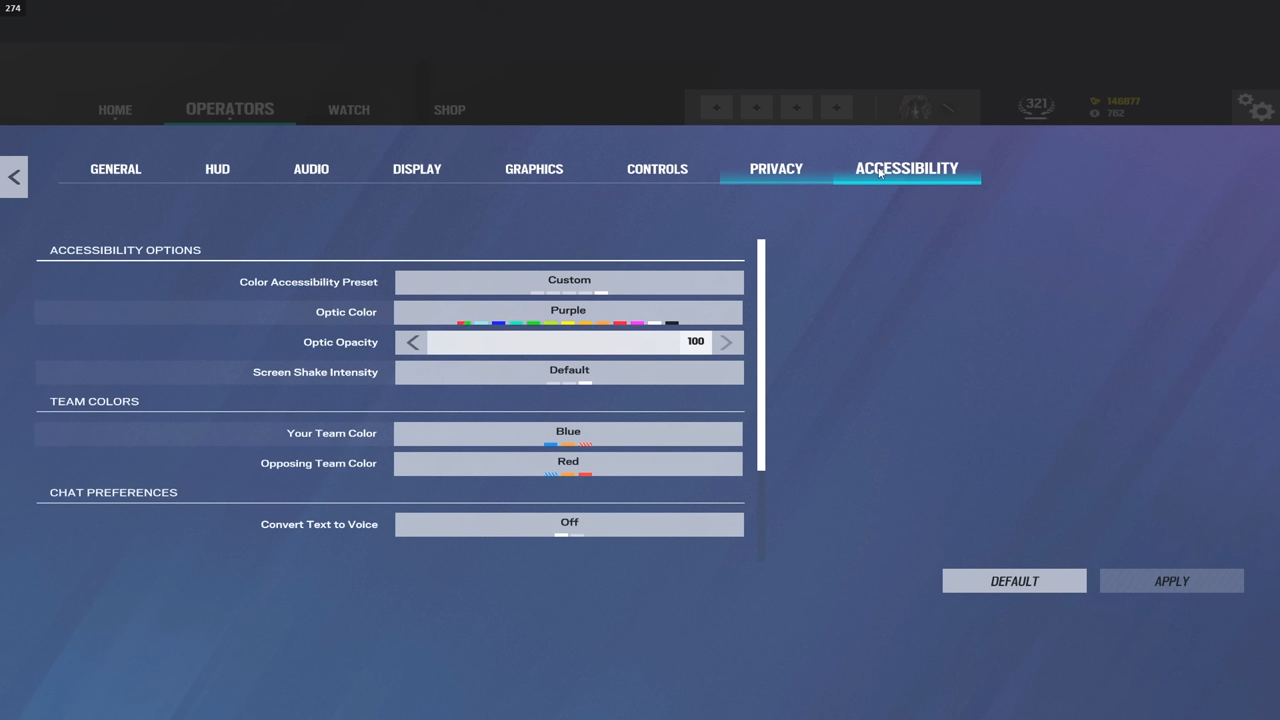 274
HOME OPERATORS WATCH SHOP 321 146877
762
GENERAL HUD AUDIO DISPLAY GRAPHICS CONTROLS PRIVACY ACCESSIBILITY
ACCESSIBILITY OPTIONS
Color Accessibility Preset Custom
Optic Color Purple
Optic Opacity 100
Screen Shake Intensity Default
TEAM COLORS
Your Team Color Blue
Opposing Team Color Red
CHAT PREFERENCES
Convert Text to Voice Off
DEFAULT APPLY